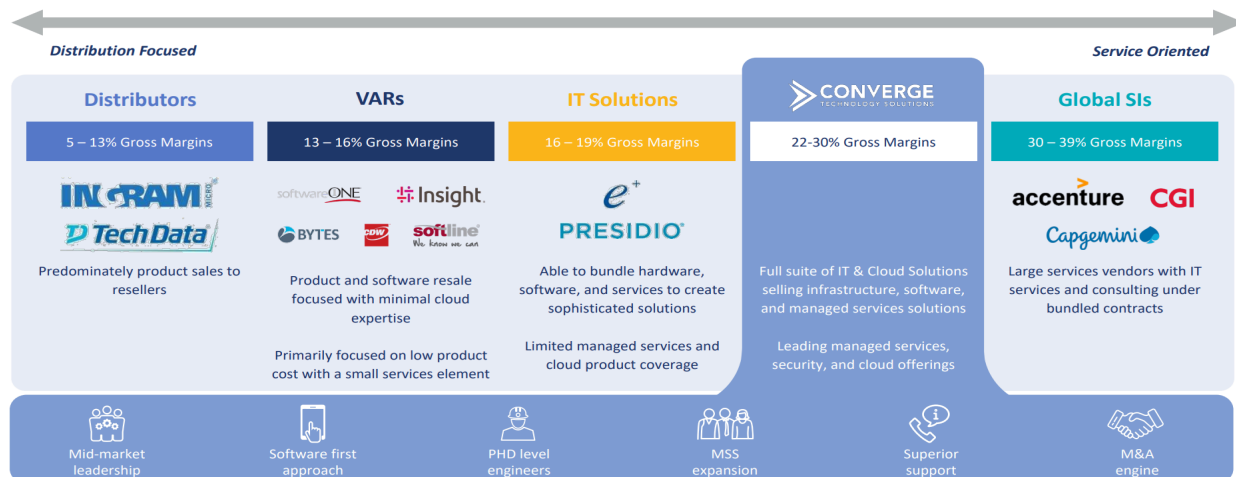 Distribution Focused
Service Oriented
Distributors
5 – 13% Gross Margins
INGRAM MICRO
TechData
Predominately product sales to
resellers
VARs
13 – 16% Gross Margins
softwareONE
Insight.
BYTES
CDW
softline
We know we can
Product and software resale
focused with minimal cloud
expertise
Primarily focused on low product
cost with a small services element
IT Solutions
16 – 19% Gross Margins
e+
PRESIDIO
Able to bundle hardware,
software, and services to create
sophisticated solutions
Limited managed services and
cloud product coverage
CONVERGE
TECHNOLOGY SOLUTIONS
22-30% Gross Margins
Full suite of IT & Cloud Solutions
selling infrastructure, software,
and managed services solutions
Leading managed services,
security, and cloud offerings
Global SIs
30 – 39% Gross Margins
accenture
CGI
Capgemini
Large services vendors with IT
services and consulting under
bundled contracts
Mid-market
leadership
Software first
approach
PHD level
engineers
MSS
expansion
Superior
support
M&A
engine